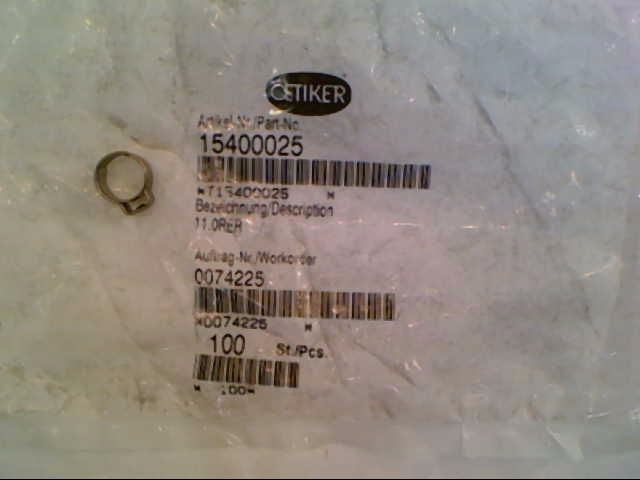 OETIKER
Artikel-Nr./Part-No.
15400025
*T15400025 *
Bezeichnung/Description
11.0RER
Auftrag-Nr./Workorder
0074225
*0074225 *
100 St./Pcs.
* 100*